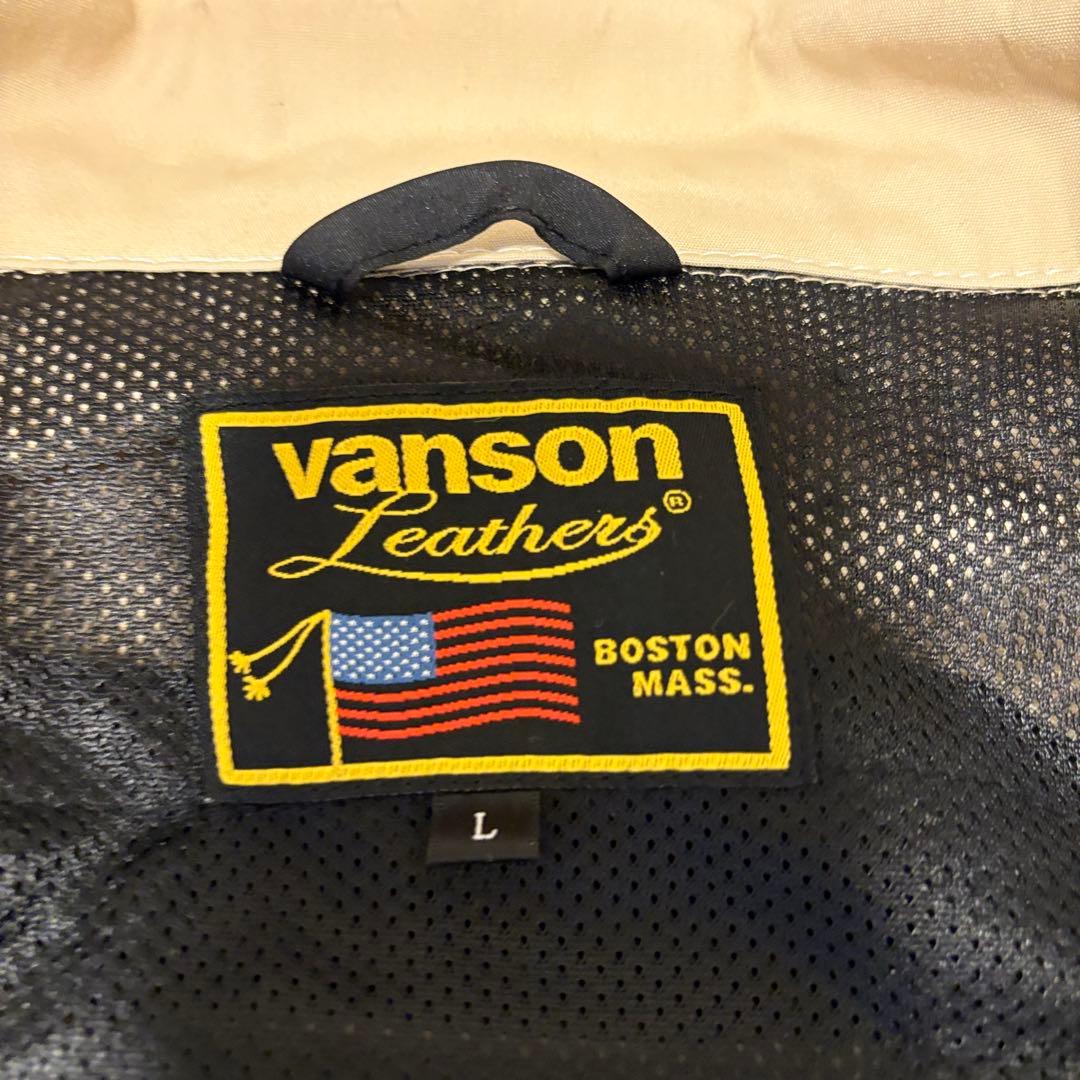 vanson
Leathers®
BOSTON
MASS.
L